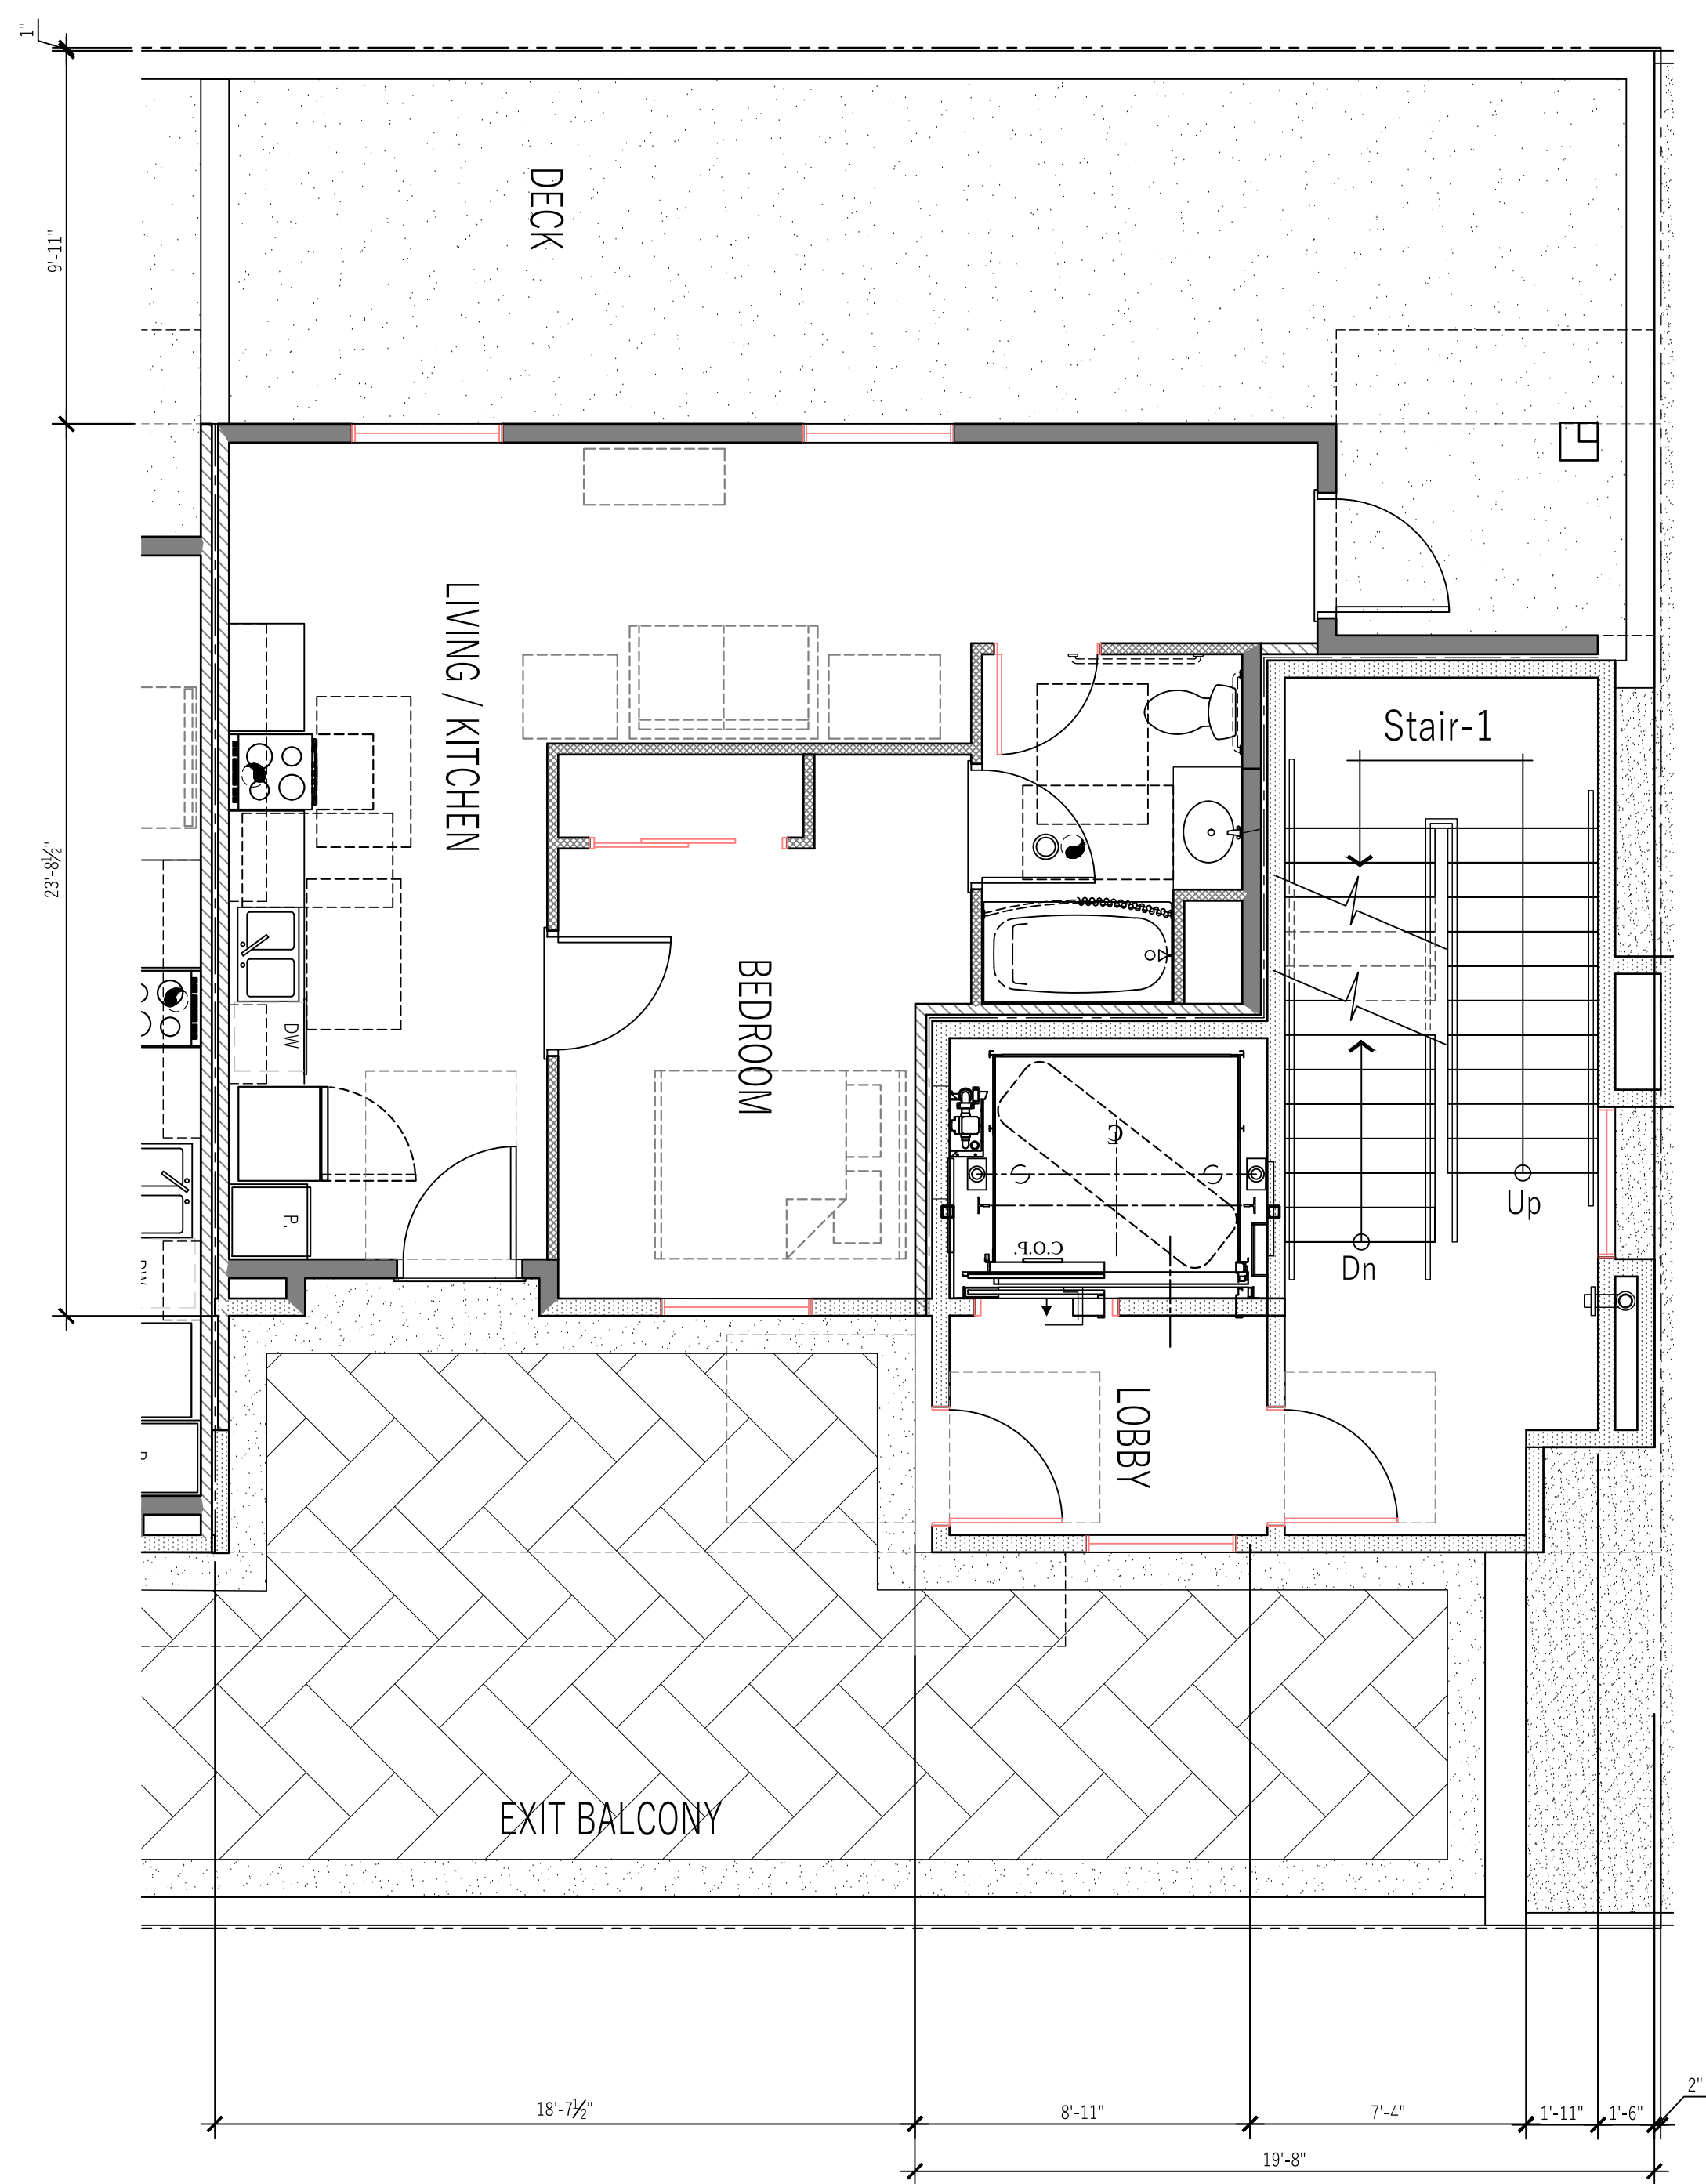 1"
9'-11"
DECK
23'-8½"
LIVING / KITCHEN
Stair-1
BEDROOM
DW
P.
C.O.P.
Up
Dn
LOBBY
EXIT BALCONY
18'-7½"
8'-11"
7'-4"
1'-11"
1'-6"
2"
19'-8"